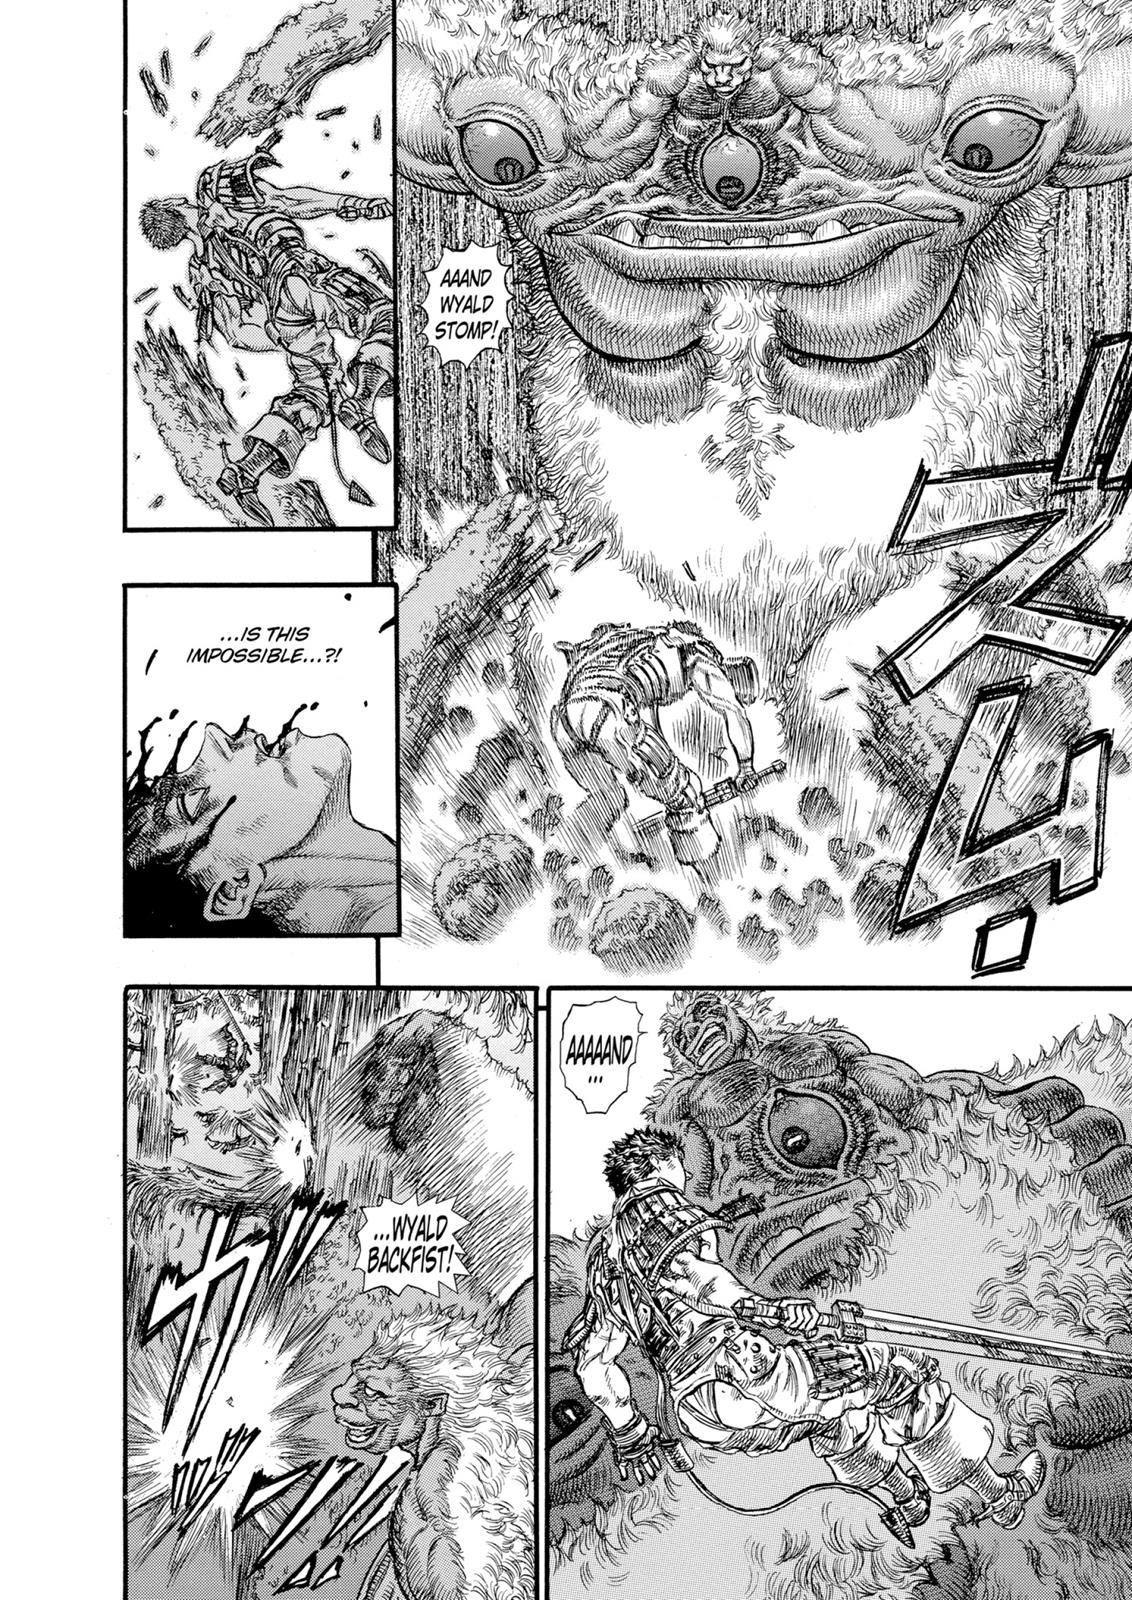 AAAND
WYALD
STOMP!
...IS THIS
IMPOSSIBLE...?!
AAAAAND
...
...WYALD
BACKFIST!